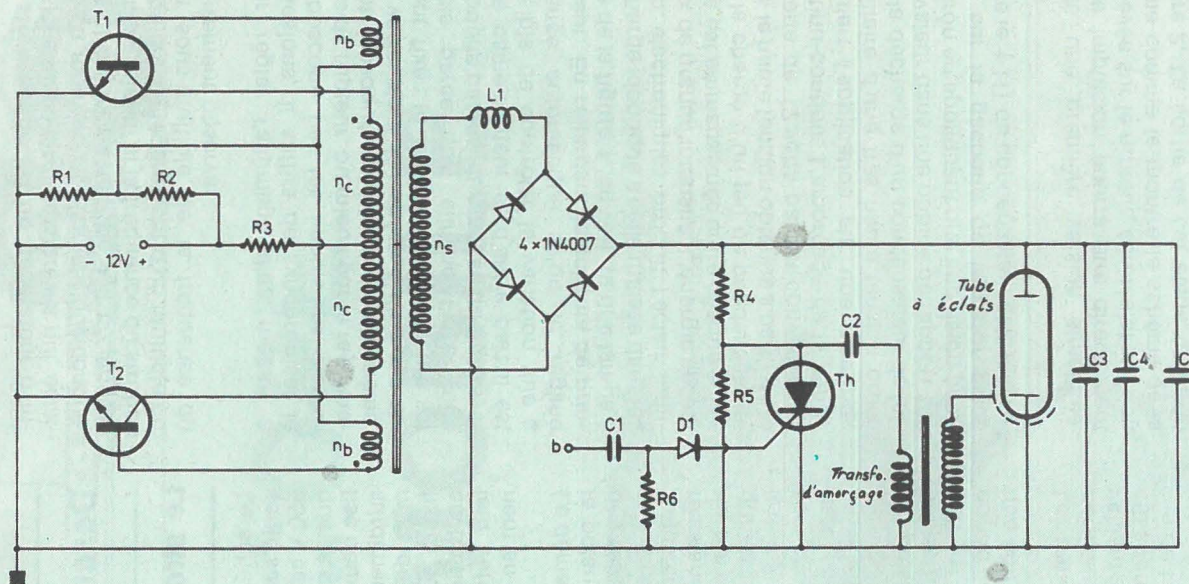 T1
nb
L1
R1
R2
nc
- 12V +
R3
ns
4×1N4007
nc
R4
Tube
à éclats
C2
C3
C4
C
T2
R5
Th
nb
b
C1
D1
R6
Transfo.
d'amorçage